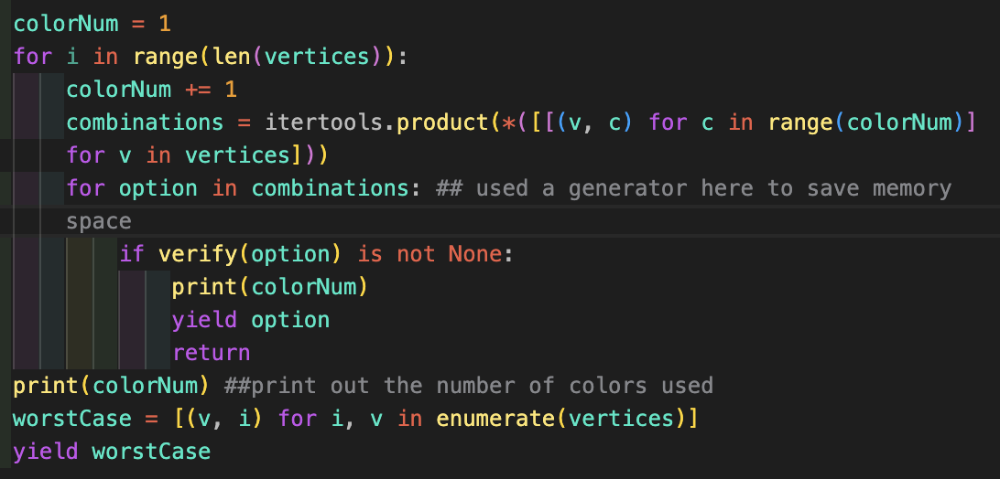 colorNum = 1
for i in range(len(vertices)):
    colorNum += 1
    combinations = itertools.product(*([[(v, c) for c in range(colorNum)]
    for v in vertices]))
    for option in combinations: ## used a generator here to save memory
    space
        if verify(option) is not None:
            print(colorNum)
            yield option
            return
print(colorNum) ##print out the number of colors used
worstCase = [(v, i) for i, v in enumerate(vertices)]
yield worstCase